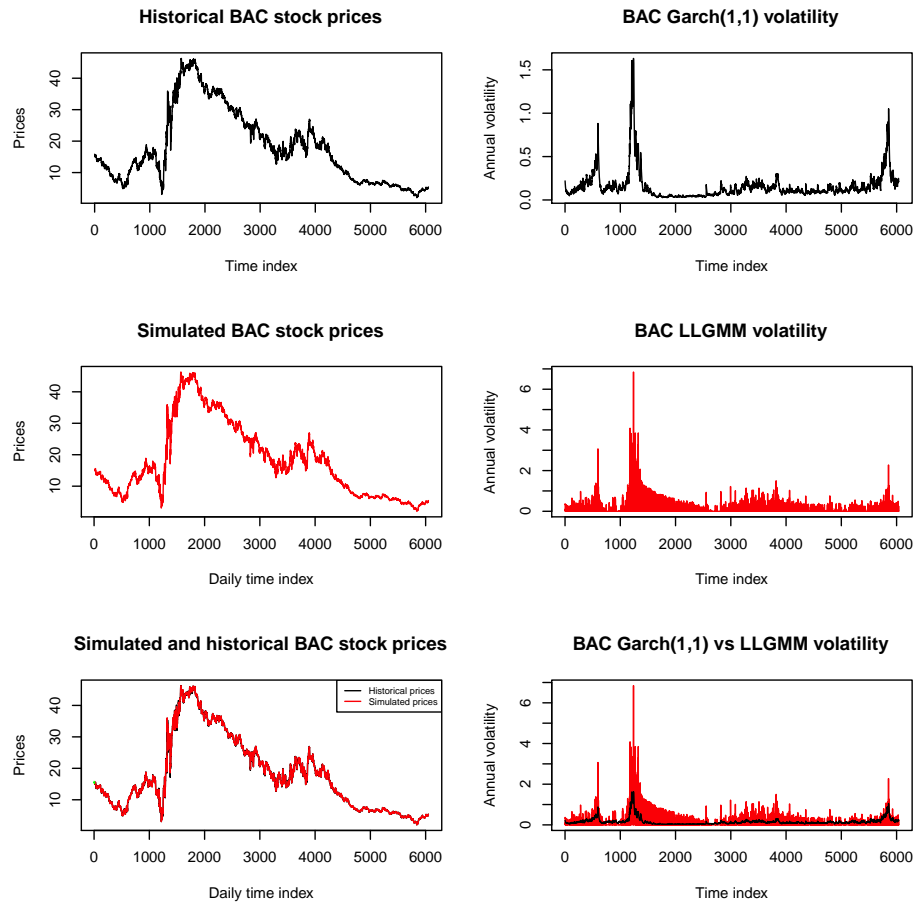 Historical BAC stock prices
Prices
10 20 30 40
0 1000 2000 3000 4000 5000 6000
Time index
BAC Garch(1,1) volatility
Annual volatility
0.0 0.5 1.0 1.5
0 1000 2000 3000 4000 5000 6000
Time index
Simulated BAC stock prices
Prices
10 20 30 40
0 1000 2000 3000 4000 5000 6000
Daily time index
BAC LLGMM volatility
Annual volatility
0 2 4 6
0 1000 2000 3000 4000 5000 6000
Time index
Simulated and historical BAC stock prices
Prices
10 20 30 40
Historical prices
Simulated prices
0 1000 2000 3000 4000 5000 6000
Daily time index
BAC Garch(1,1) vs LLGMM volatility
Annual volatility
0 2 4 6
0 1000 2000 3000 4000 5000 6000
Time index